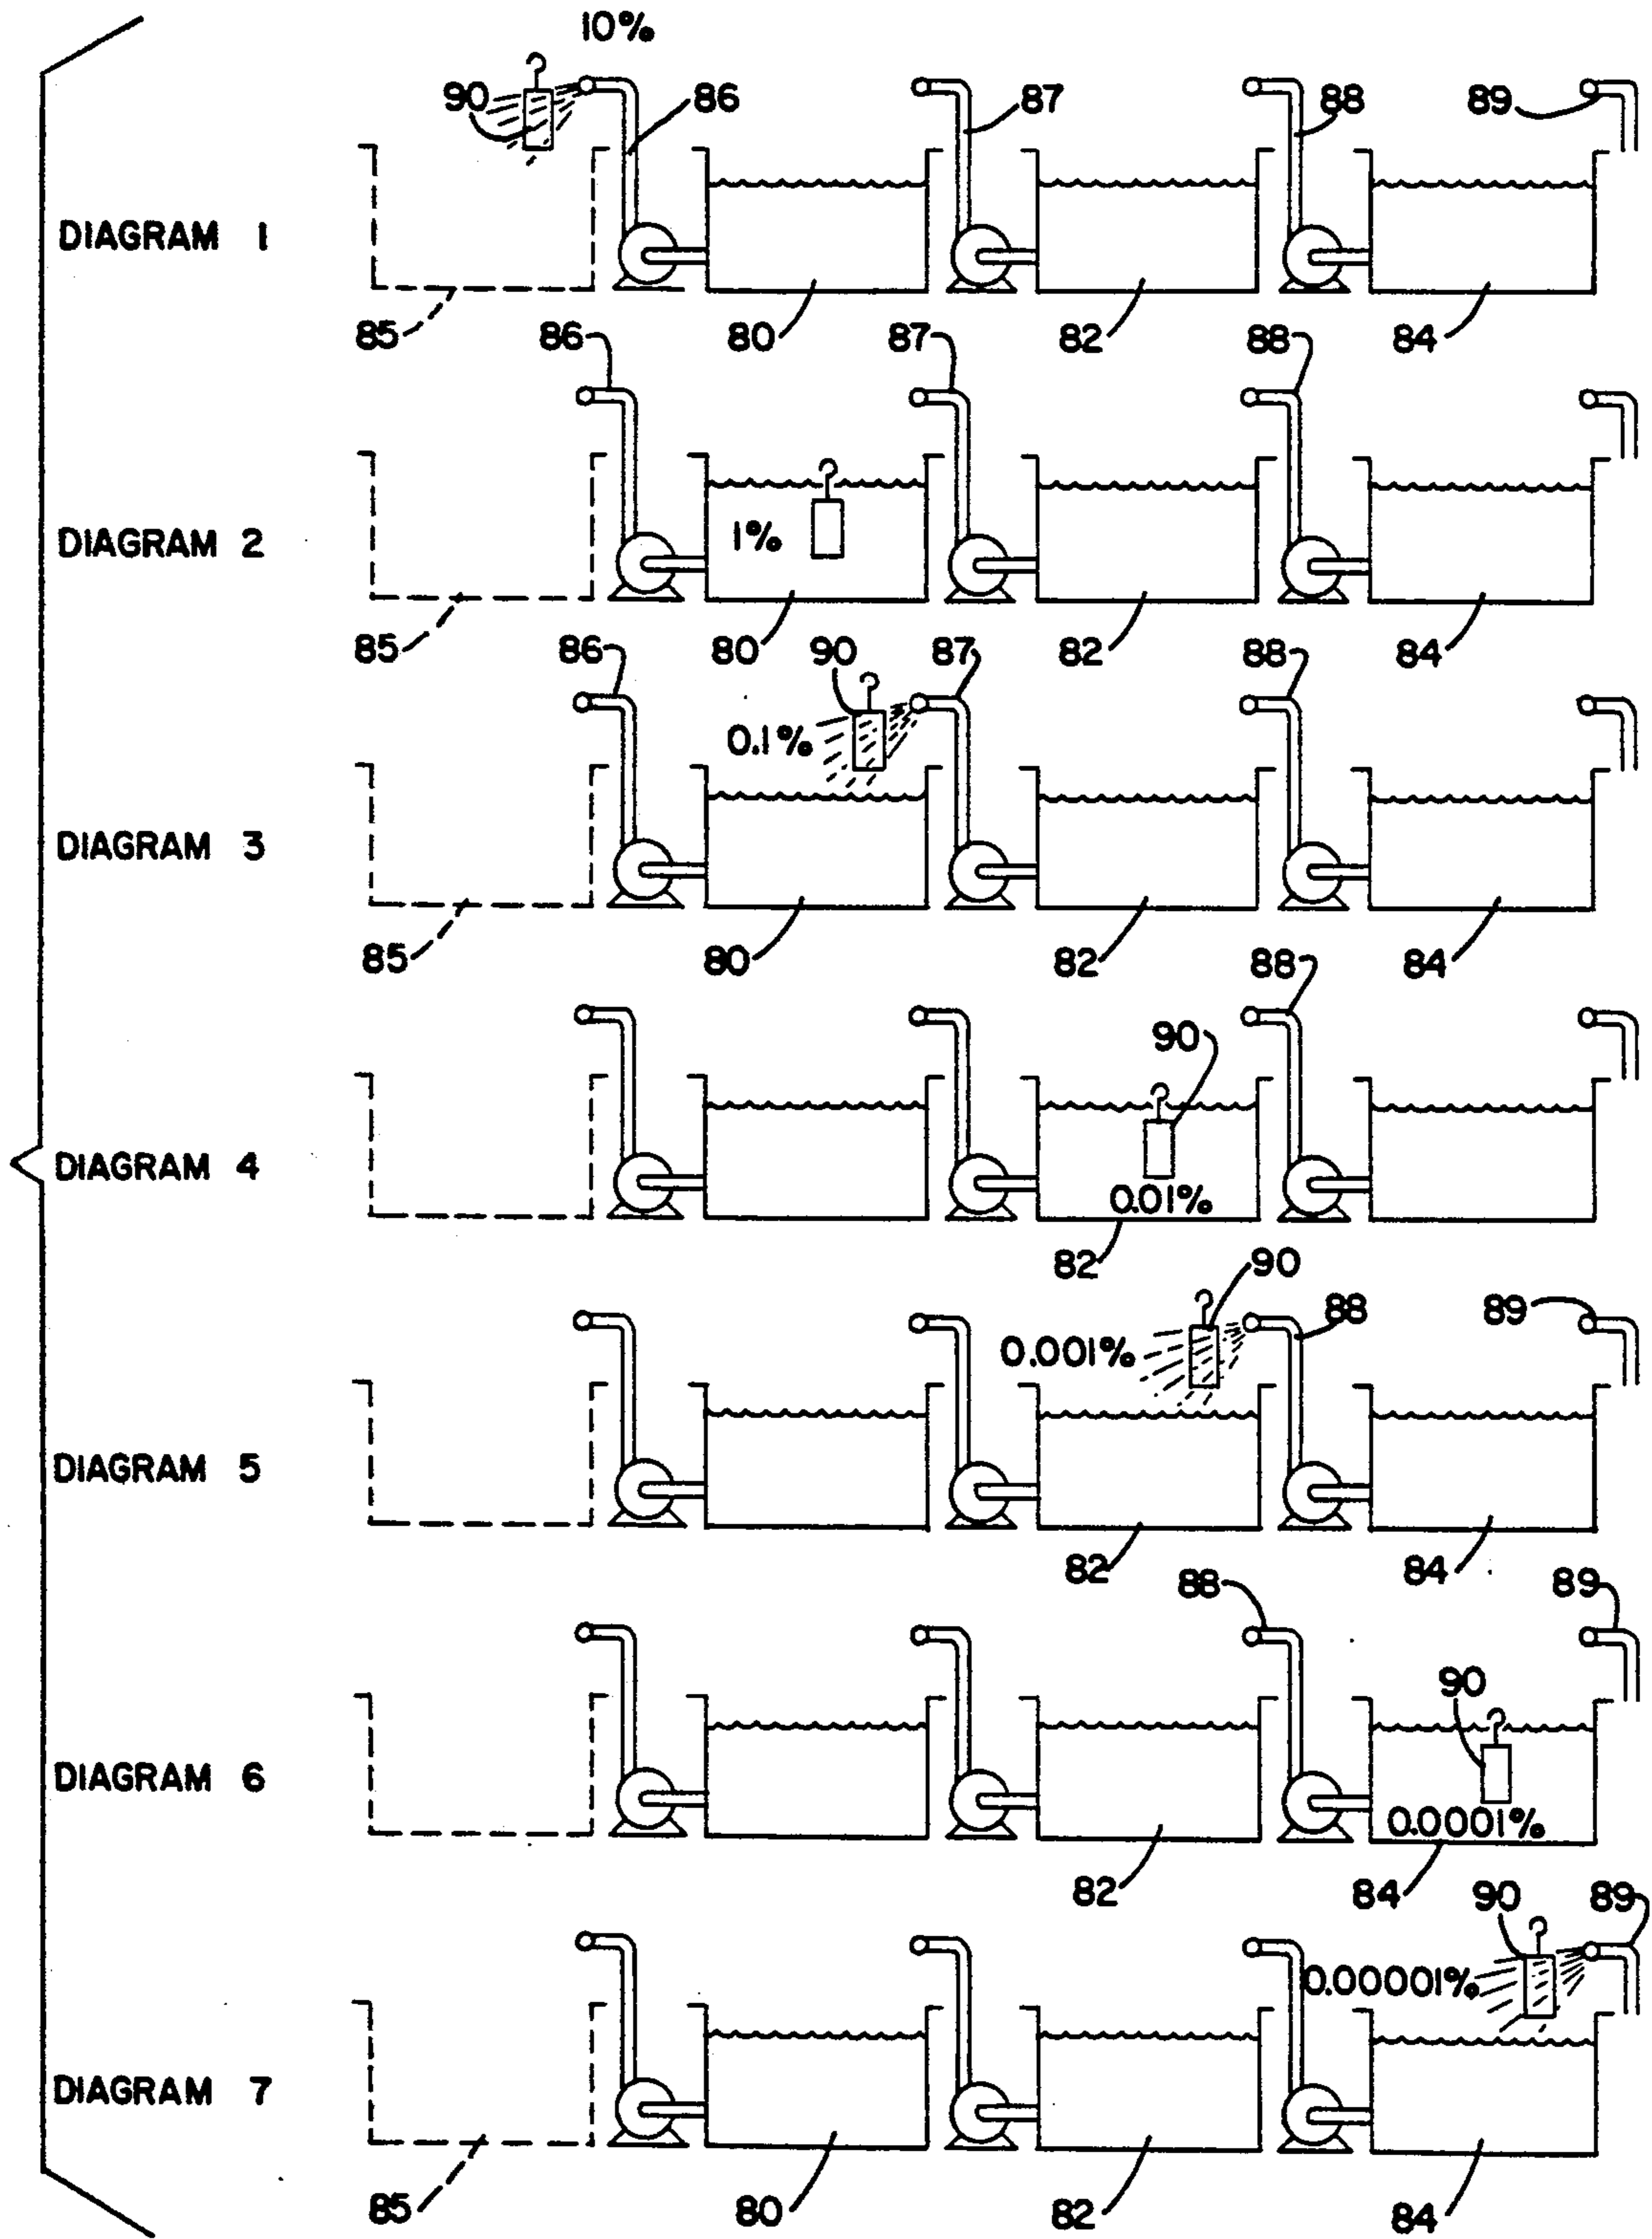 10%
90 86 87 88 89
DIAGRAM 1
85 80 82 84
86 87 88
DIAGRAM 2
1%
85 80 82 84
86 90 87 88
0.1%
DIAGRAM 3
85 80 82 84
88
90
DIAGRAM 4
0.01%
82
90
0.001% 88 89
DIAGRAM 5
82 84
88 89
90
DIAGRAM 6
0.0001%
82 84
90 89
0.00001%
DIAGRAM 7
85 80 82 84